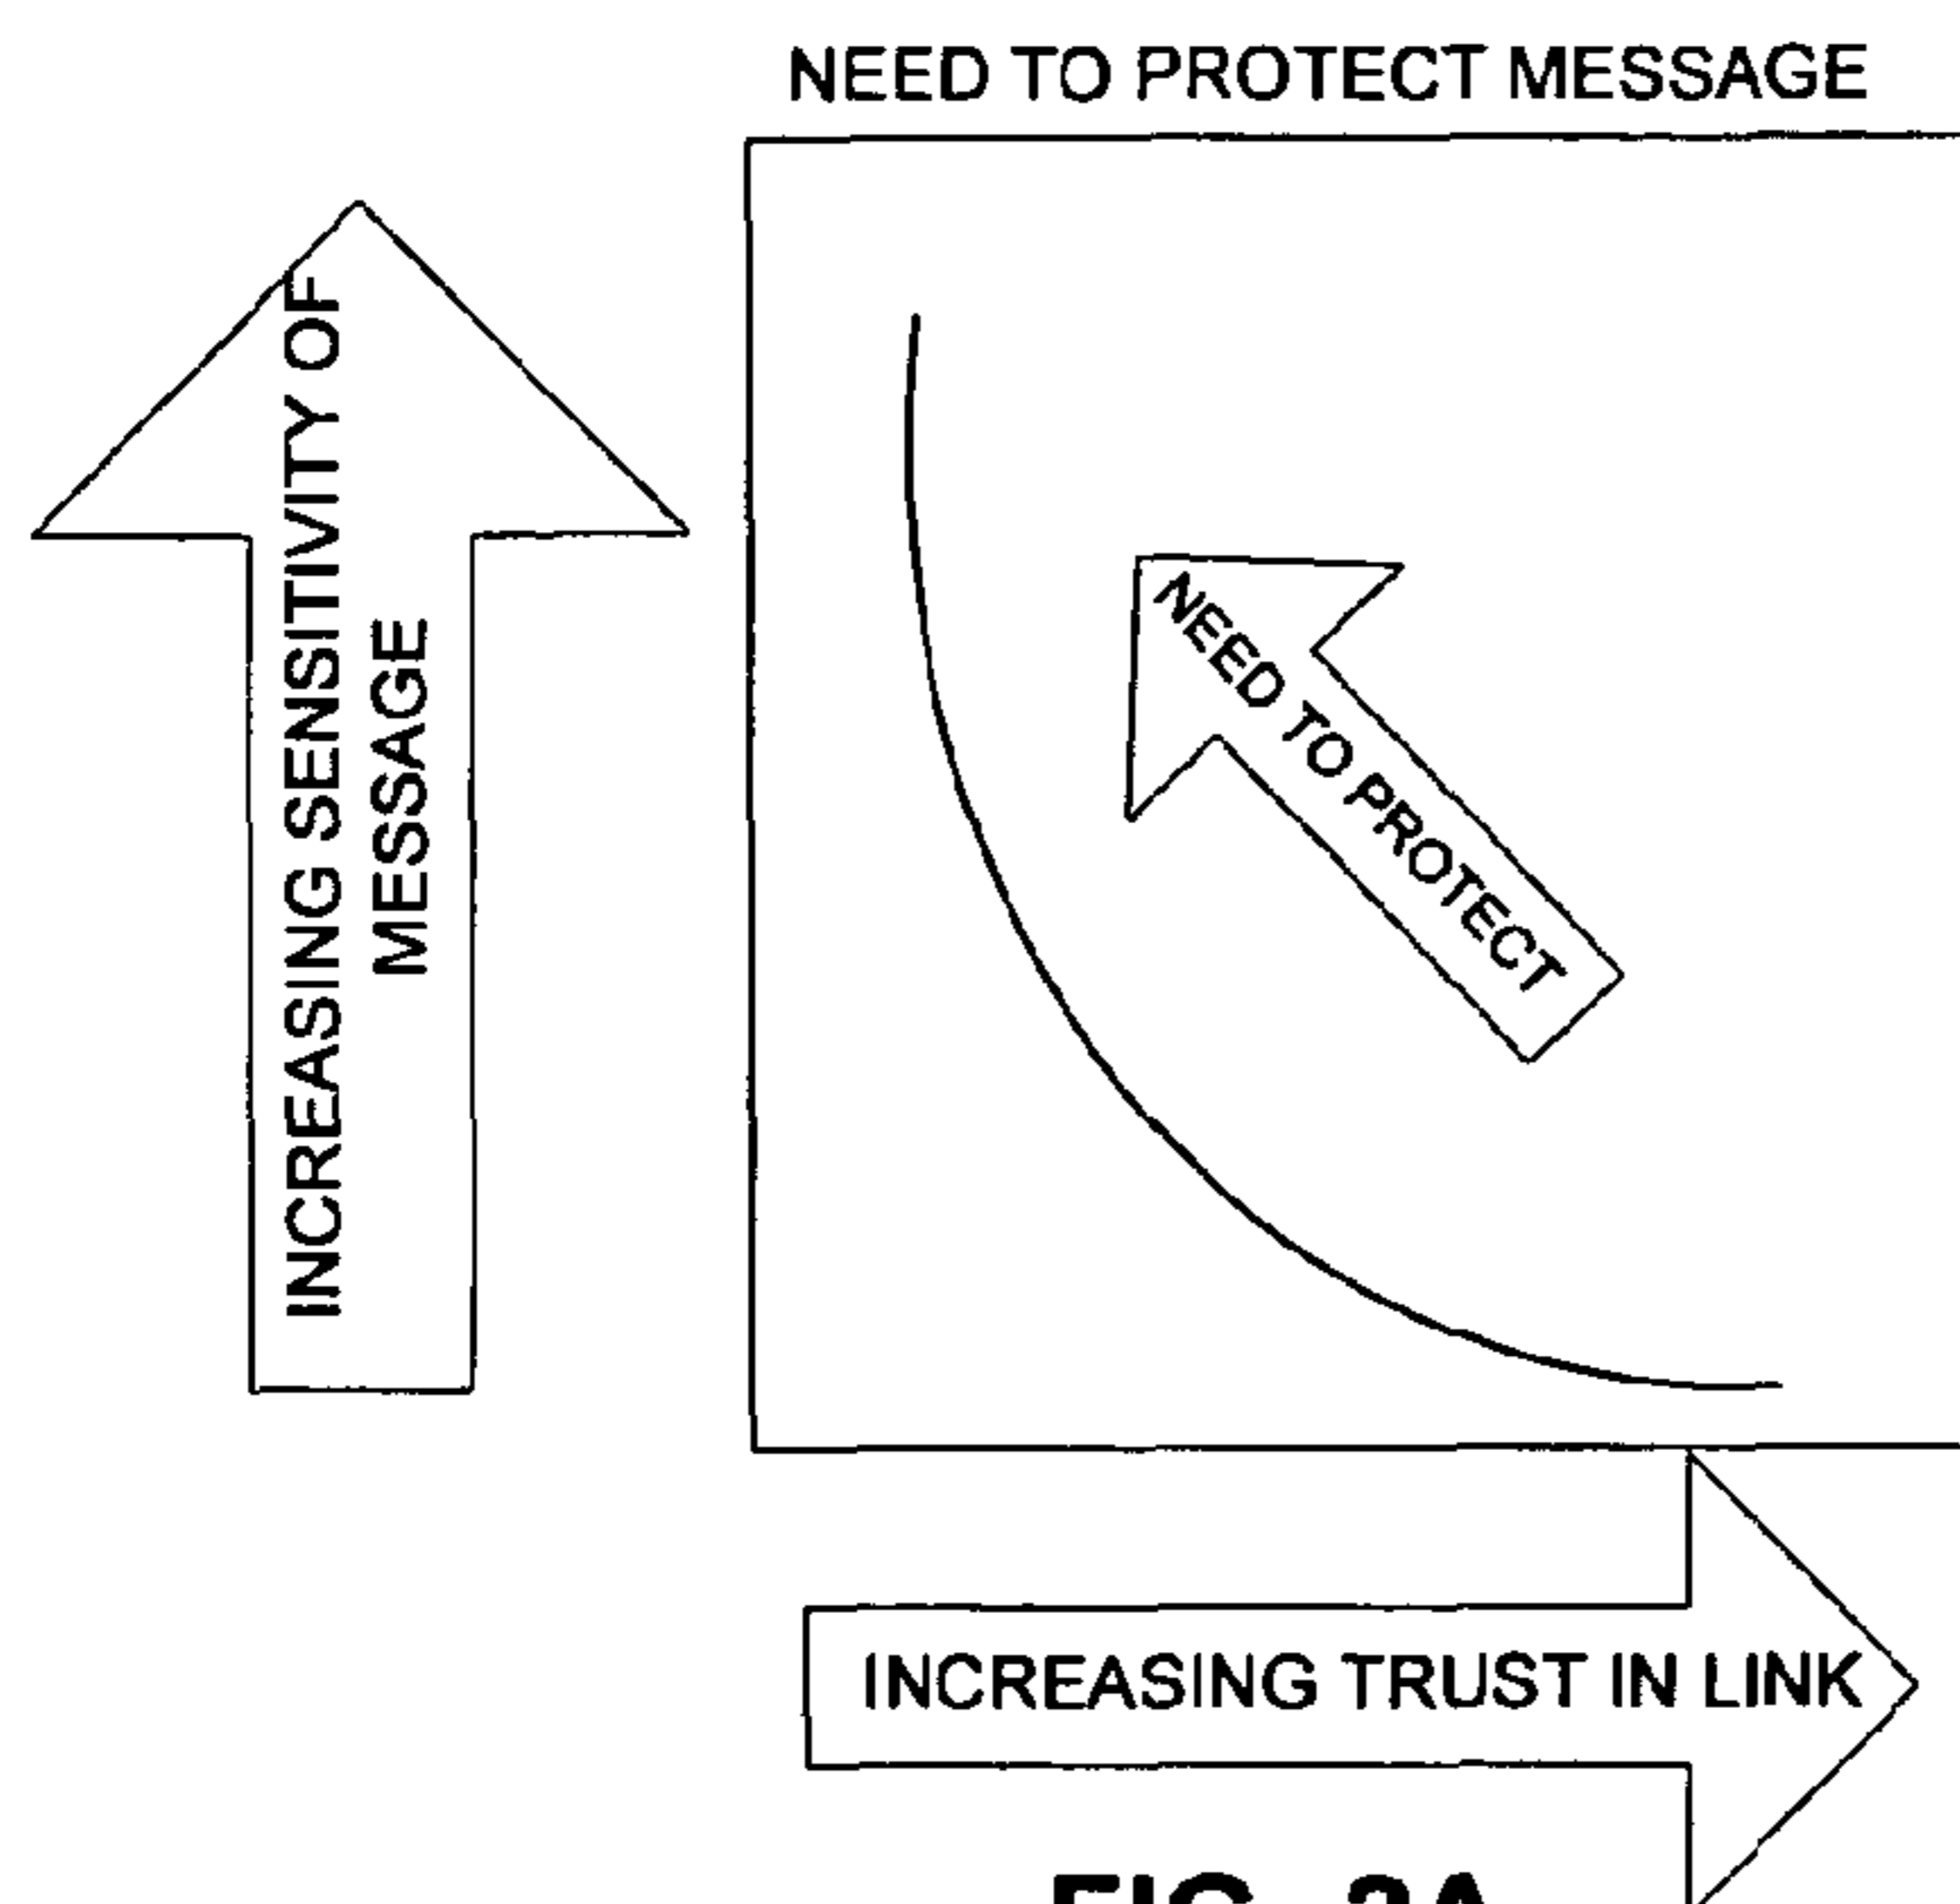 NEED TO PROTECT MESSAGE
INCREASING SENSITIVITY OF
MESSAGE
NEED TO PROTECT
INCREASING TRUST IN LINK